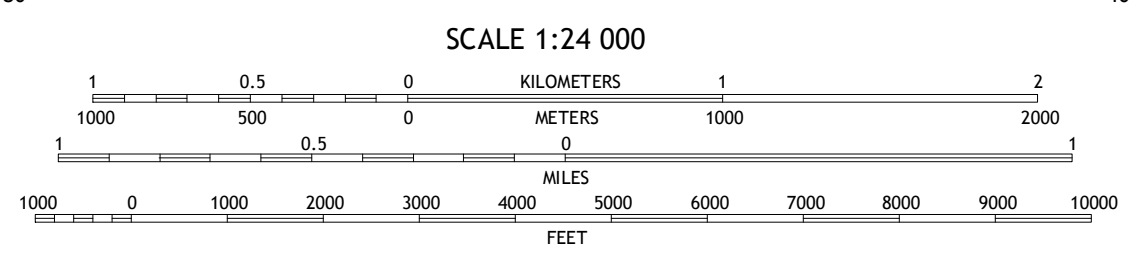 SCALE 1:24 000
1 0.5 0 KILOMETERS 1 2
1000 500 0 METERS 1000 2000
1 0.5 0 1
MILES
1000 0 1000 2000 3000 4000 5000 6000 7000 8000 9000 10000
FEET